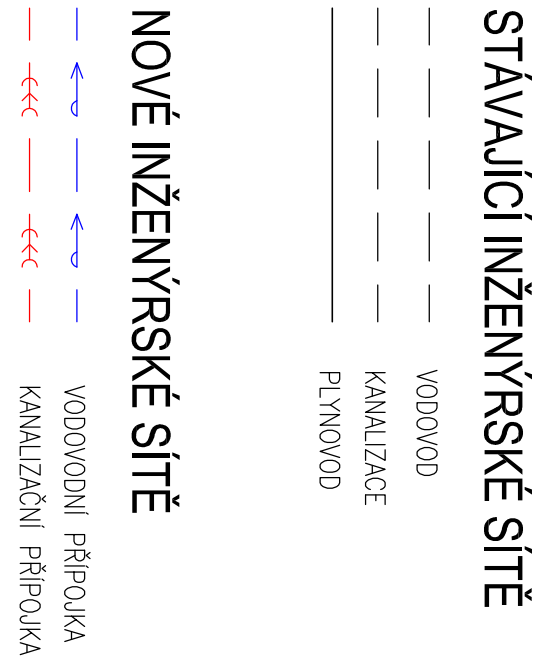 STÁVAJÍCÍ INŽENÝRSKÉ SÍTĚ
VODOVOD
KANALIZACE
PLYNOVOD
NOVÉ INŽENÝRSKÉ SÍTĚ
VODOVODNÍ PŘÍPOJKA
KANALIZAČNÍ PŘÍPOJKA